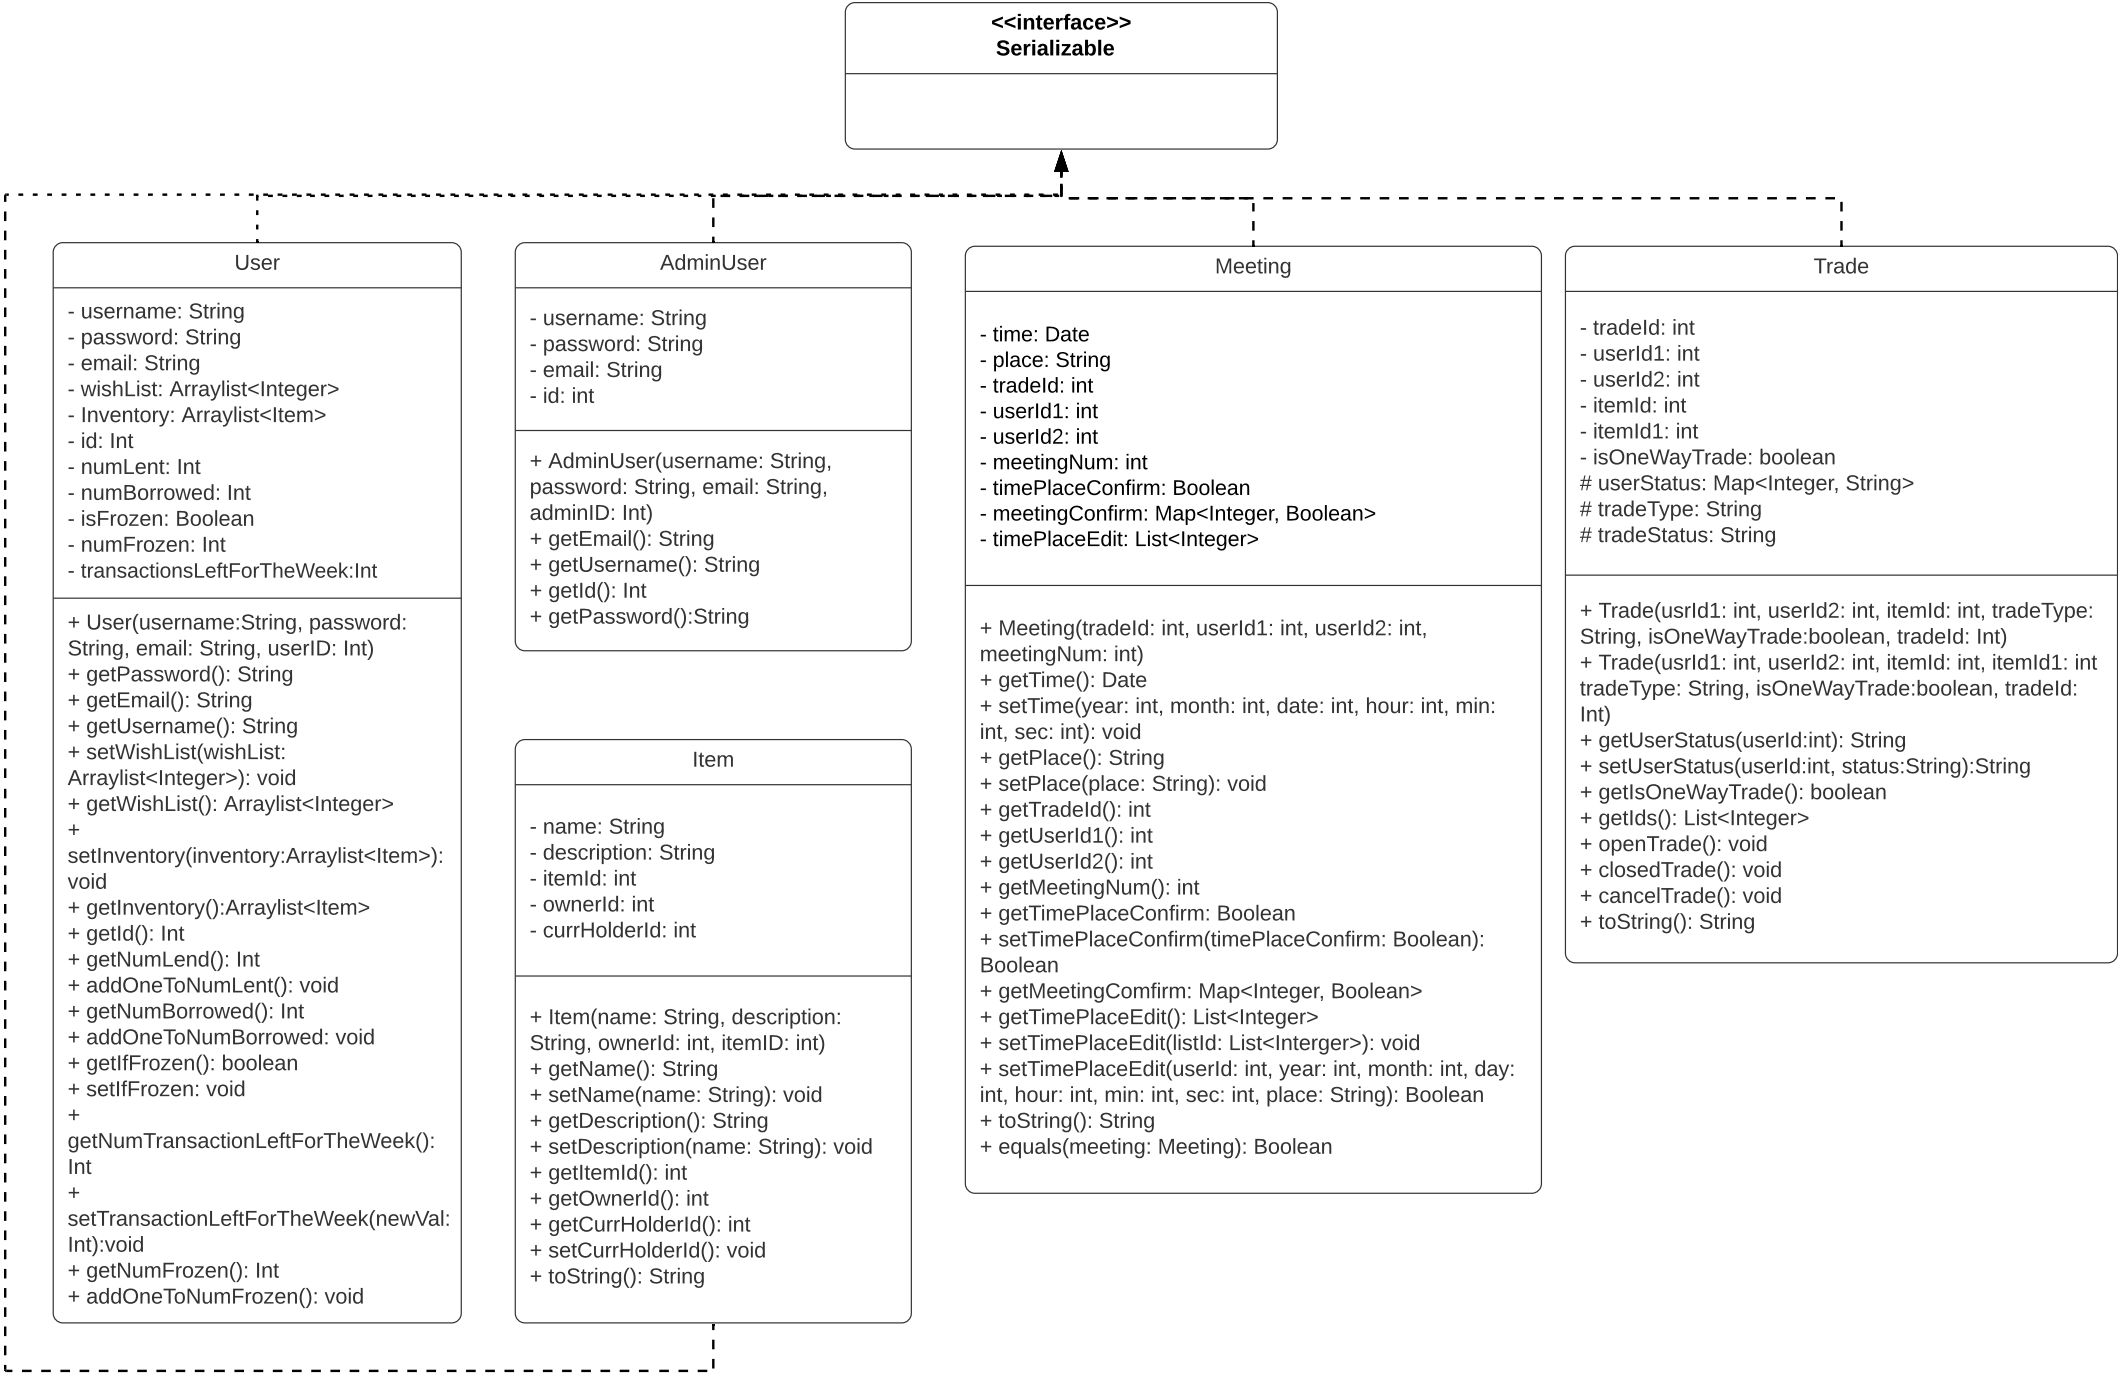 <<interface>>
Serializable
User
- username: String
- password: String
- email: String
- wishList: Arraylist<Integer>
- Inventory: Arraylist<Item>
- id: Int
- numLent: Int
- numBorrowed: Int
- isFrozen: Boolean
- numFrozen: Int
- transactionsLeftForTheWeek:Int
+ User(username:String, password:
String, email: String, userID: Int)
+ getPassword(): String
+ getEmail(): String
+ getUsername(): String
+ setWishList(wishList:
Arraylist<Integer>): void
+ getWishList(): Arraylist<Integer>
+
setInventory(inventory:Arraylist<Item>):
void
+ getInventory():Arraylist<Item>
+ getId(): Int
+ getNumLend(): Int
+ addOneToNumLent(): void
+ getNumBorrowed(): Int
+ addOneToNumBorrowed: void
+ getIfFrozen(): boolean
+ setIfFrozen: void
+
getNumTransactionLeftForTheWeek():
Int
+
setTransactionLeftForTheWeek(newVal:
Int):void
+ getNumFrozen(): Int
+ addOneToNumFrozen(): void
AdminUser
- username: String
- password: String
- email: String
- id: int
+ AdminUser(username: String,
password: String, email: String,
adminID: Int)
+ getEmail(): String
+ getUsername(): String
+ getId(): Int
+ getPassword():String
Item
- name: String
- description: String
- itemId: int
- ownerId: int
- currHolderId: int
+ Item(name: String, description:
String, ownerId: int, itemID: int)
+ getName(): String
+ setName(name: String): void
+ getDescription(): String
+ setDescription(name: String): void
+ getItemId(): int
+ getOwnerId(): int
+ getCurrHolderId(): int
+ setCurrHolderId(): void
+ toString(): String
Meeting
- time: Date
- place: String
- tradeId: int
- userId1: int
- userId2: int
- meetingNum: int
- timePlaceConfirm: Boolean
- meetingConfirm: Map<Integer, Boolean>
- timePlaceEdit: List<Integer>
+ Meeting(tradeId: int, userId1: int, userId2: int,
meetingNum: int)
+ getTime(): Date
+ setTime(year: int, month: int, date: int, hour: int, min:
int, sec: int): void
+ getPlace(): String
+ setPlace(place: String): void
+ getTradeId(): int
+ getUserId1(): int
+ getUserId2(): int
+ getMeetingNum(): int
+ getTimePlaceConfirm: Boolean
+ setTimePlaceConfirm(timePlaceConfirm: Boolean):
Boolean
+ getMeetingComfirm: Map<Integer, Boolean>
+ getTimePlaceEdit(): List<Integer>
+ setTimePlaceEdit(listId: List<Interger>): void
+ setTimePlaceEdit(userId: int, year: int, month: int, day:
int, hour: int, min: int, sec: int, place: String): Boolean
+ toString(): String
+ equals(meeting: Meeting): Boolean
Trade
- tradeId: int
- userId1: int
- userId2: int
- itemId: int
- itemId1: int
- isOneWayTrade: boolean
# userStatus: Map<Integer, String>
# tradeType: String
# tradeStatus: String
+ Trade(usrId1: int, userId2: int, itemId: int, tradeType:
String, isOneWayTrade:boolean, tradeId: Int)
+ Trade(usrId1: int, userId2: int, itemId: int, itemId1: int
tradeType: String, isOneWayTrade:boolean, tradeId:
Int)
+ getUserStatus(userId:int): String
+ setUserStatus(userId:int, status:String):String
+ getIsOneWayTrade(): boolean
+ getIds(): List<Integer>
+ openTrade(): void
+ closedTrade(): void
+ cancelTrade(): void
+ toString(): String